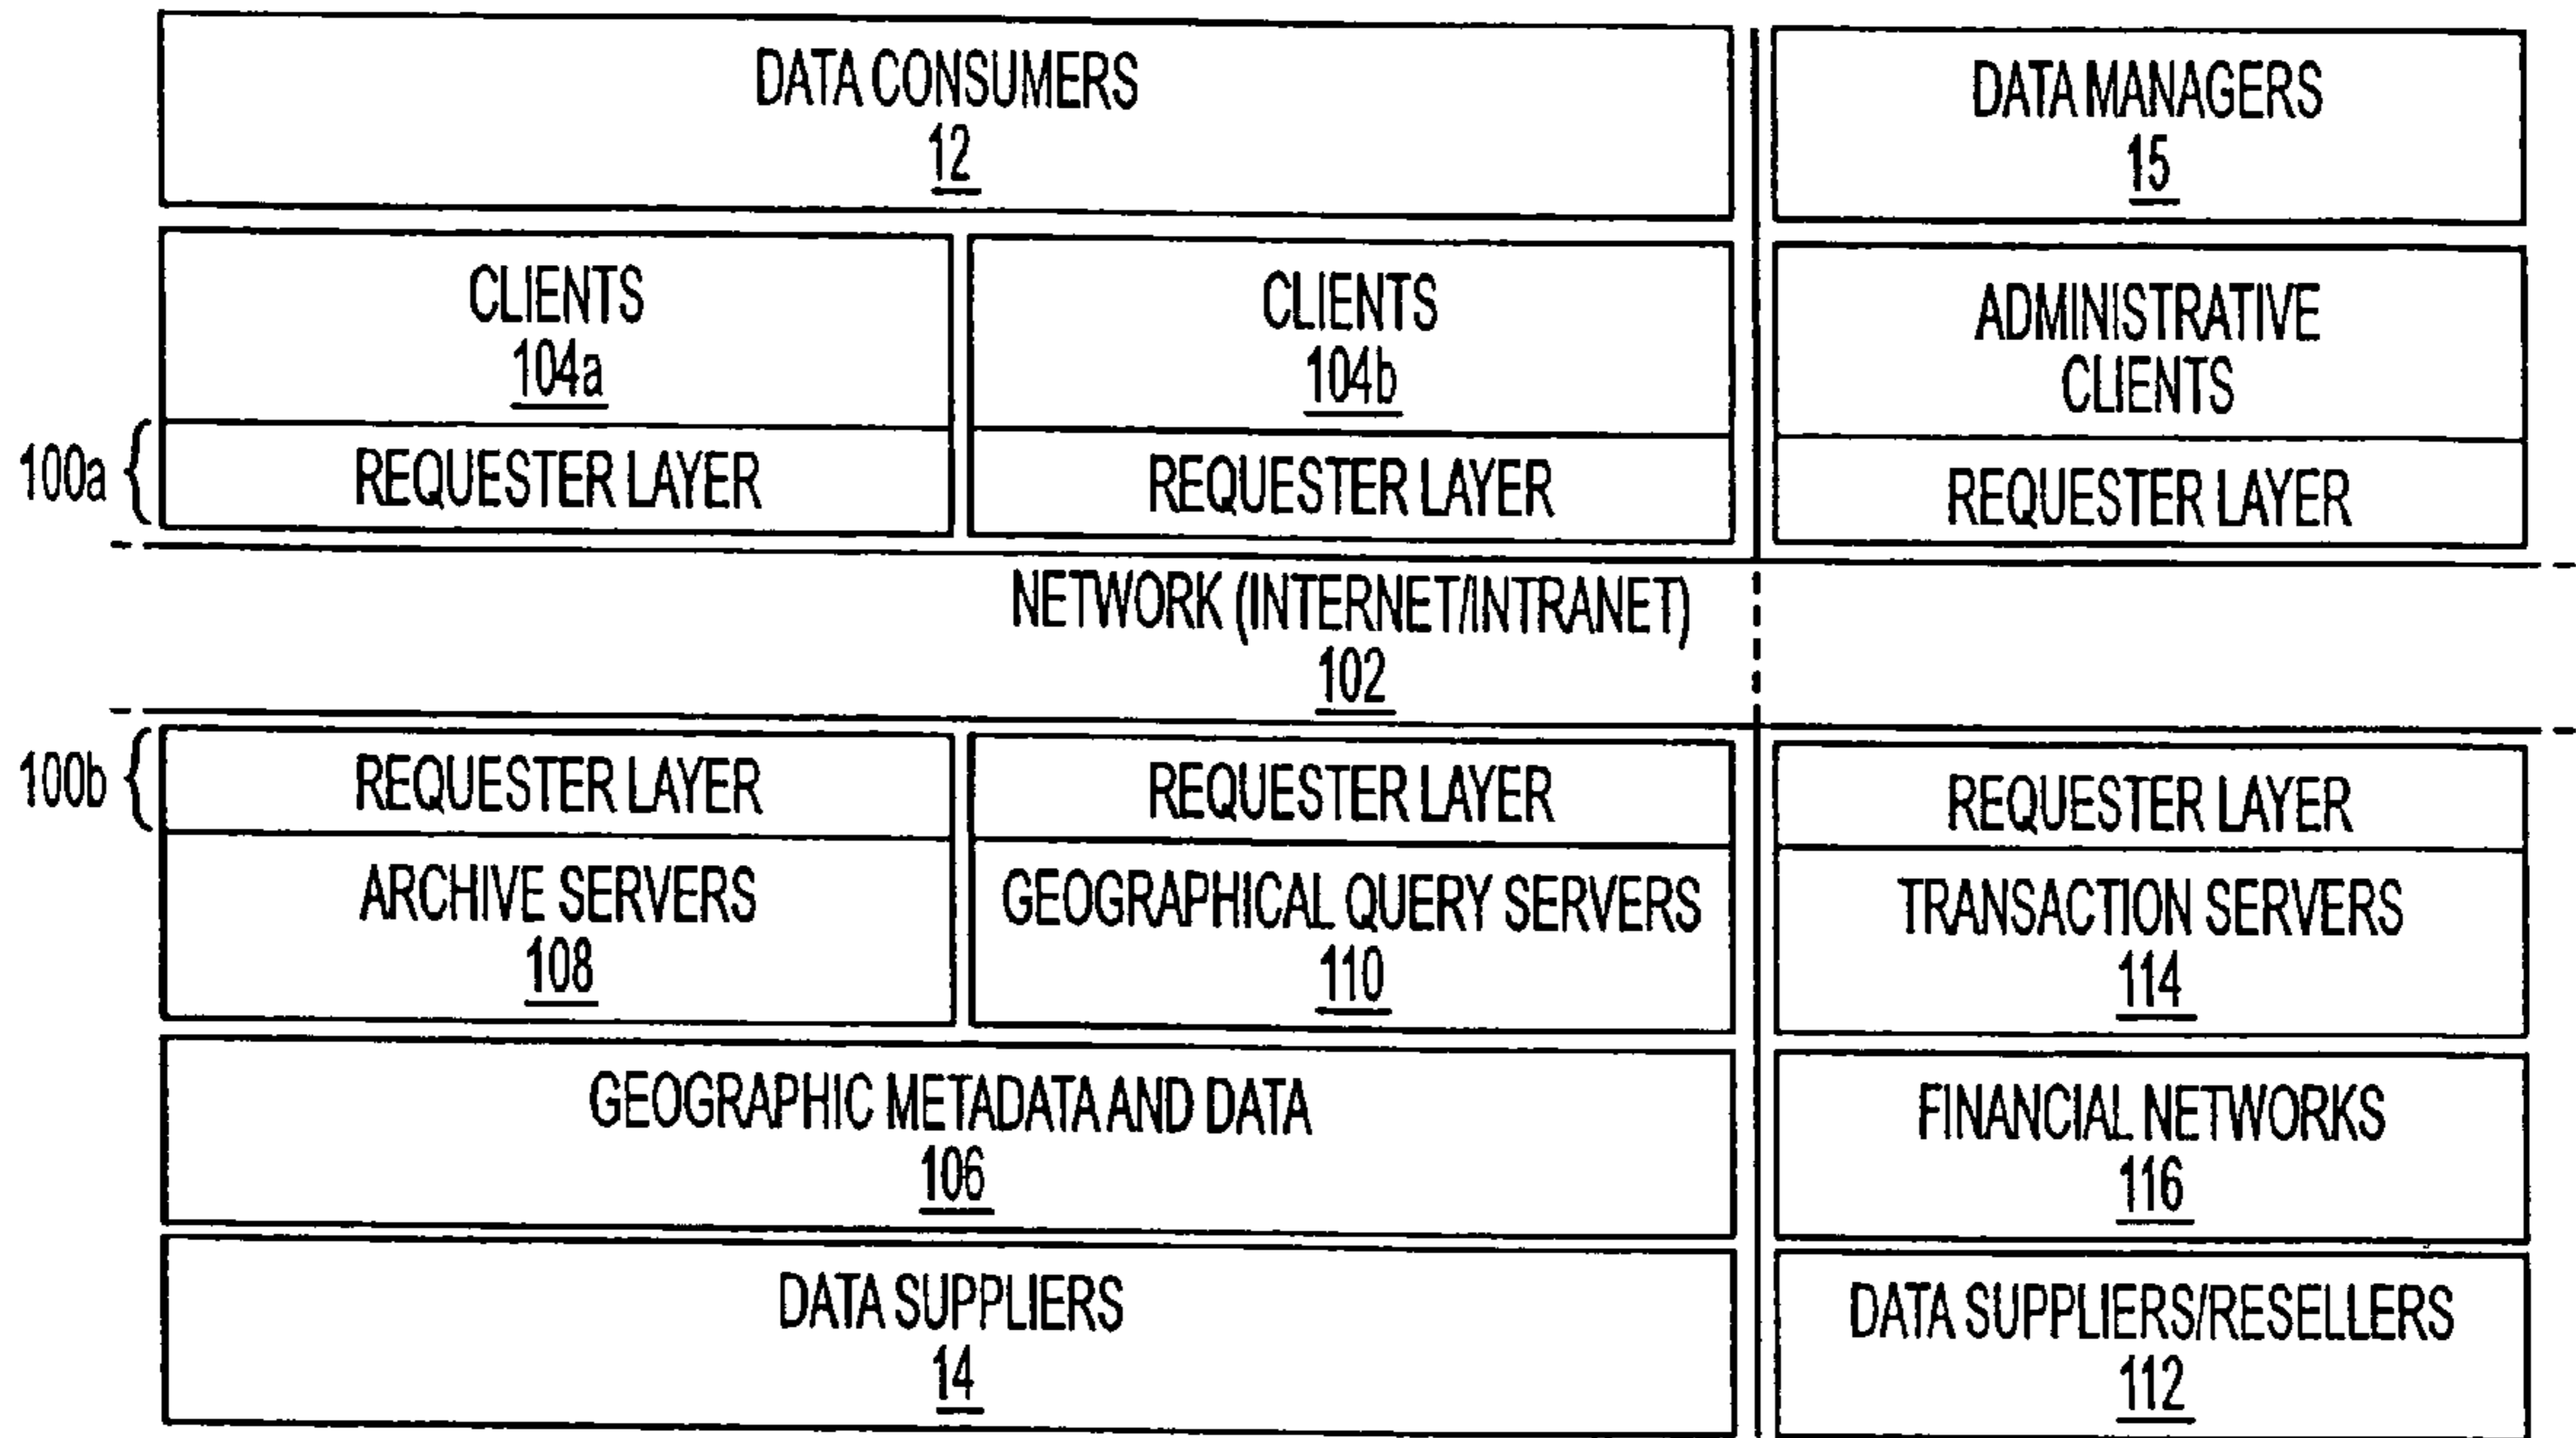 DATA CONSUMERS
12
DATA MANAGERS
15
CLIENTS
104a
CLIENTS
104b
ADMINISTRATIVE
CLIENTS
100a
REQUESTER LAYER
REQUESTER LAYER
REQUESTER LAYER
NETWORK (INTERNET/INTRANET)
102
100b
REQUESTER LAYER
REQUESTER LAYER
REQUESTER LAYER
ARCHIVE SERVERS
108
GEOGRAPHICAL QUERY SERVERS
110
TRANSACTION SERVERS
114
GEOGRAPHIC METADATA AND DATA
106
FINANCIAL NETWORKS
116
DATA SUPPLIERS
14
DATA SUPPLIERS/RESELLERS
112